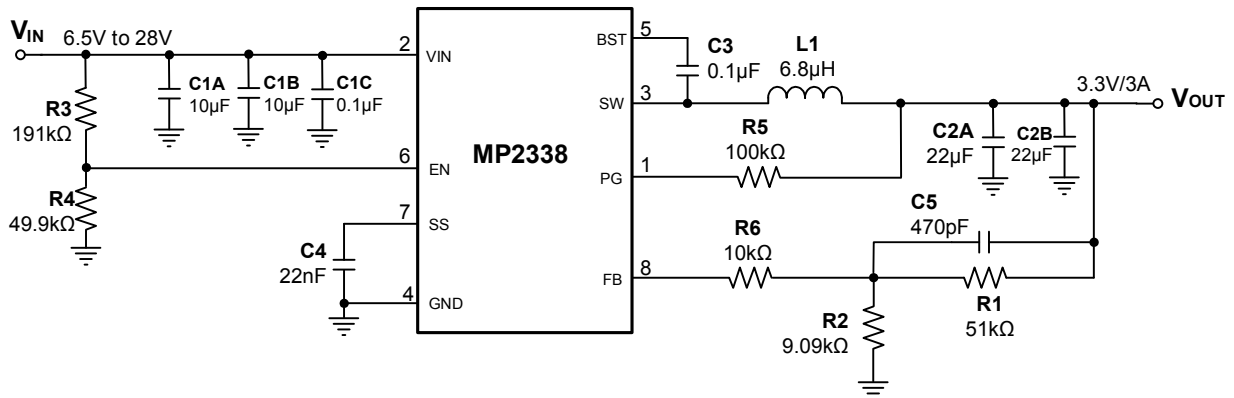 VIN
6.5V to 28V
R3
191kΩ
R4
49.9kΩ
C1A
10µF
C1B
10µF
C1C
0.1µF
C4
22nF
2
VIN
6
EN
7
SS
4
GND
MP2338
5
BST
3
SW
1
PG
8
FB
C3
0.1µF
L1
6.8µH
R5
100kΩ
R6
10kΩ
3.3V/3A
VOUT
C2A
22µF
C2B
22µF
C5
470pF
R1
51kΩ
R2
9.09kΩ